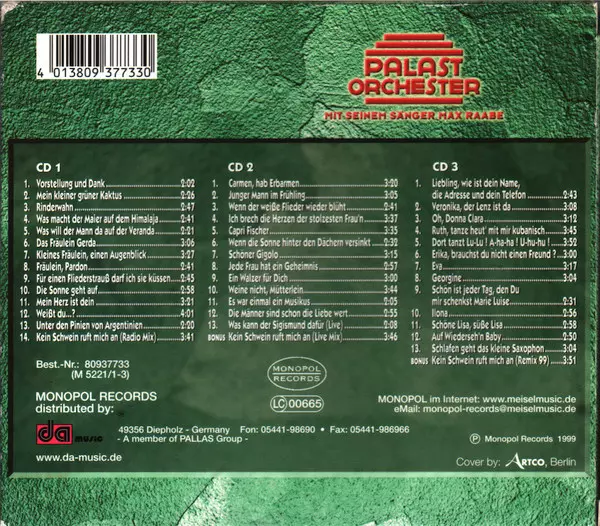 4 013809 377330
PALAST
ORCHESTER
MIT SEINEM SÄNGER MAX RAABE
CD 1
1. Vorstellung und Dank 2:02
2. Mein kleiner grüner Kaktus 2:26
3. Rinderwahn 2:47
4. Was macht der Maier auf dem Himalaja 3:17
5. Was will der Mann da auf der Veranda 2:21
6. Das Fräulein Gerda 3:06
7. Kleines Fräulein, einen Augenblick 3:27
8. Fräulein, Pardon 2:41
9. Für einen Fliederstrauß darf ich sie küssen 2:45
10. Die Sonne geht auf 2:58
11. Mein Herz ist dein 3:21
12. Weißt du...? 4:01
13. Unter den Pinien von Argentinien 2:20
14. Kein Schwein ruft mich an (Radio Mix) 3:41
CD 2
1. Carmen, hab Erbarmen 3:20
2. Junger Mann im Frühling 3:05
3. Wenn der weiße Flieder wieder blüht 2:41
4. Ich brech die Herzen der stolzesten Frau'n 2:41
5. Capri Fischer 3:35
6. Wenn die Sonne hinter den Dächern versinkt 2:32
7. Schöner Gigolo 3:15
8. Jede Frau hat ein Geheimnis 2:57
9. Ein Walzer für Dich 3:00
10. Weine nicht, Mütterlein 3:30
11. Es war einmal ein Musikus 2:05
12. Die Männer sind schon die Liebe wert 2:55
13. Was kann der Sigismund dafür (Live) 3:08
BONUS Kein Schwein ruft mich an (Live Mix) 3:46
CD 3
1. Liebling, wie ist dein Name,
die Adresse und dein Telefon 2:43
2. Veronika, der Lenz ist da 3:08
3. Oh, Donna Clara 3:12
4. Ruth, tanze heut' mir kubanisch 3:45
5. Dort tanzt Lu-Lu ! A-ha-ha ! U-hu-hu ! 3:52
6. Erika, brauchst du nicht einen Freund ? 3:00
7. Eva 3:17
8. Georgine 3:04
9. Schön ist jeder Tag, den Du
mir schenkst Marie Luise 2:31
10. Ilona 2:56
11. Schöne Lisa, süße Lisa 2:58
12. Auf Wiederseh'n Baby 2:54
13. Schlafen geht das kleine Saxophon 3:04
BONUS Kein Schwein ruft mich an (Remix 99) 3:51
Best.-Nr.: 80937733
(M 5221/1-3)
MONOPOL RECORDS
distributed by:
da music
www.da-music.de
MONOPOL
RECORDS
LC 00665
49356 Diepholz - Germany Fon: 05441-98690 • Fax: 05441-986966
- A member of PALLAS Group -
MONOPOL im Internet: www.meiselmusic.de
eMail: monopol-records@meiselmusic.de
Ⓟ Monopol Records 1999
Cover by: ARTCO, Berlin